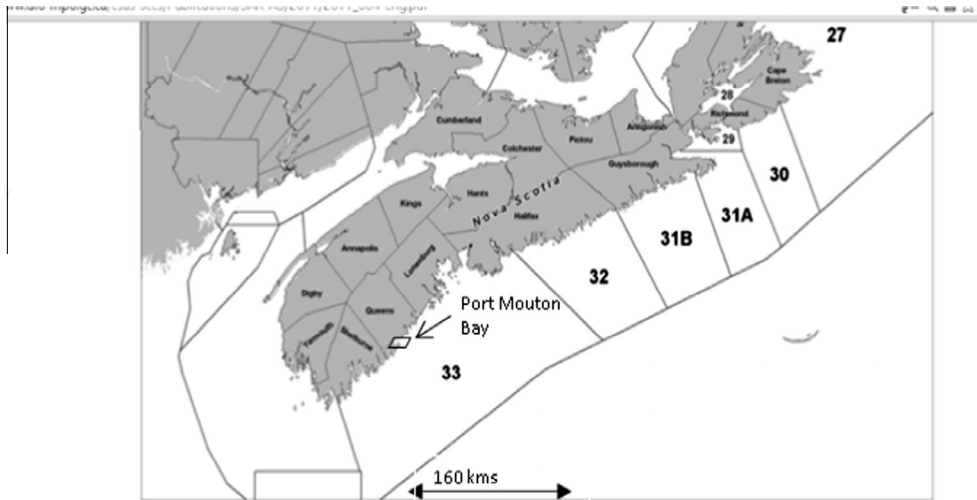 27
Cape
Breton
28
Richmond
Cumberland
Antigonish
Pictou
29
Colchester
Guysborough
30
Kings
Hants
Nova Scotia
31A
Halifax
31B
Annapolis
Lunenburg
32
Digby
Queens
Port Mouton
Bay
Yarmouth
Shelburne
33
160 kms